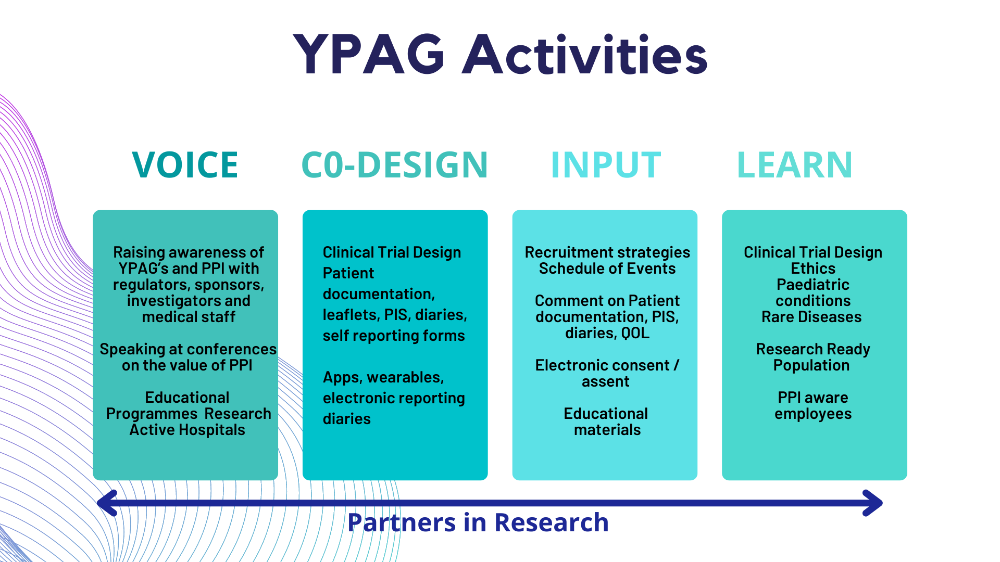 YPAG Activities
VOICE
Raising awareness of
YPAG’s and PPI with
regulators, sponsors,
investigators and
medical staff
Speaking at conferences
on the value of PPI
Educational
Programmes  Research
Active Hospitals
C0-DESIGN
Clinical Trial Design
Patient
documentation,
leaflets, PIS, diaries,
self reporting forms
Apps, wearables,
electronic reporting
diaries
INPUT
Recruitment strategies
Schedule of Events
Comment on Patient
documentation, PIS,
diaries, QOL
Electronic consent /
assent
Educational
materials
LEARN
Clinical Trial Design
Ethics
Paediatric
conditions
Rare Diseases
Research Ready
Population
PPI aware
employees
Partners in Research